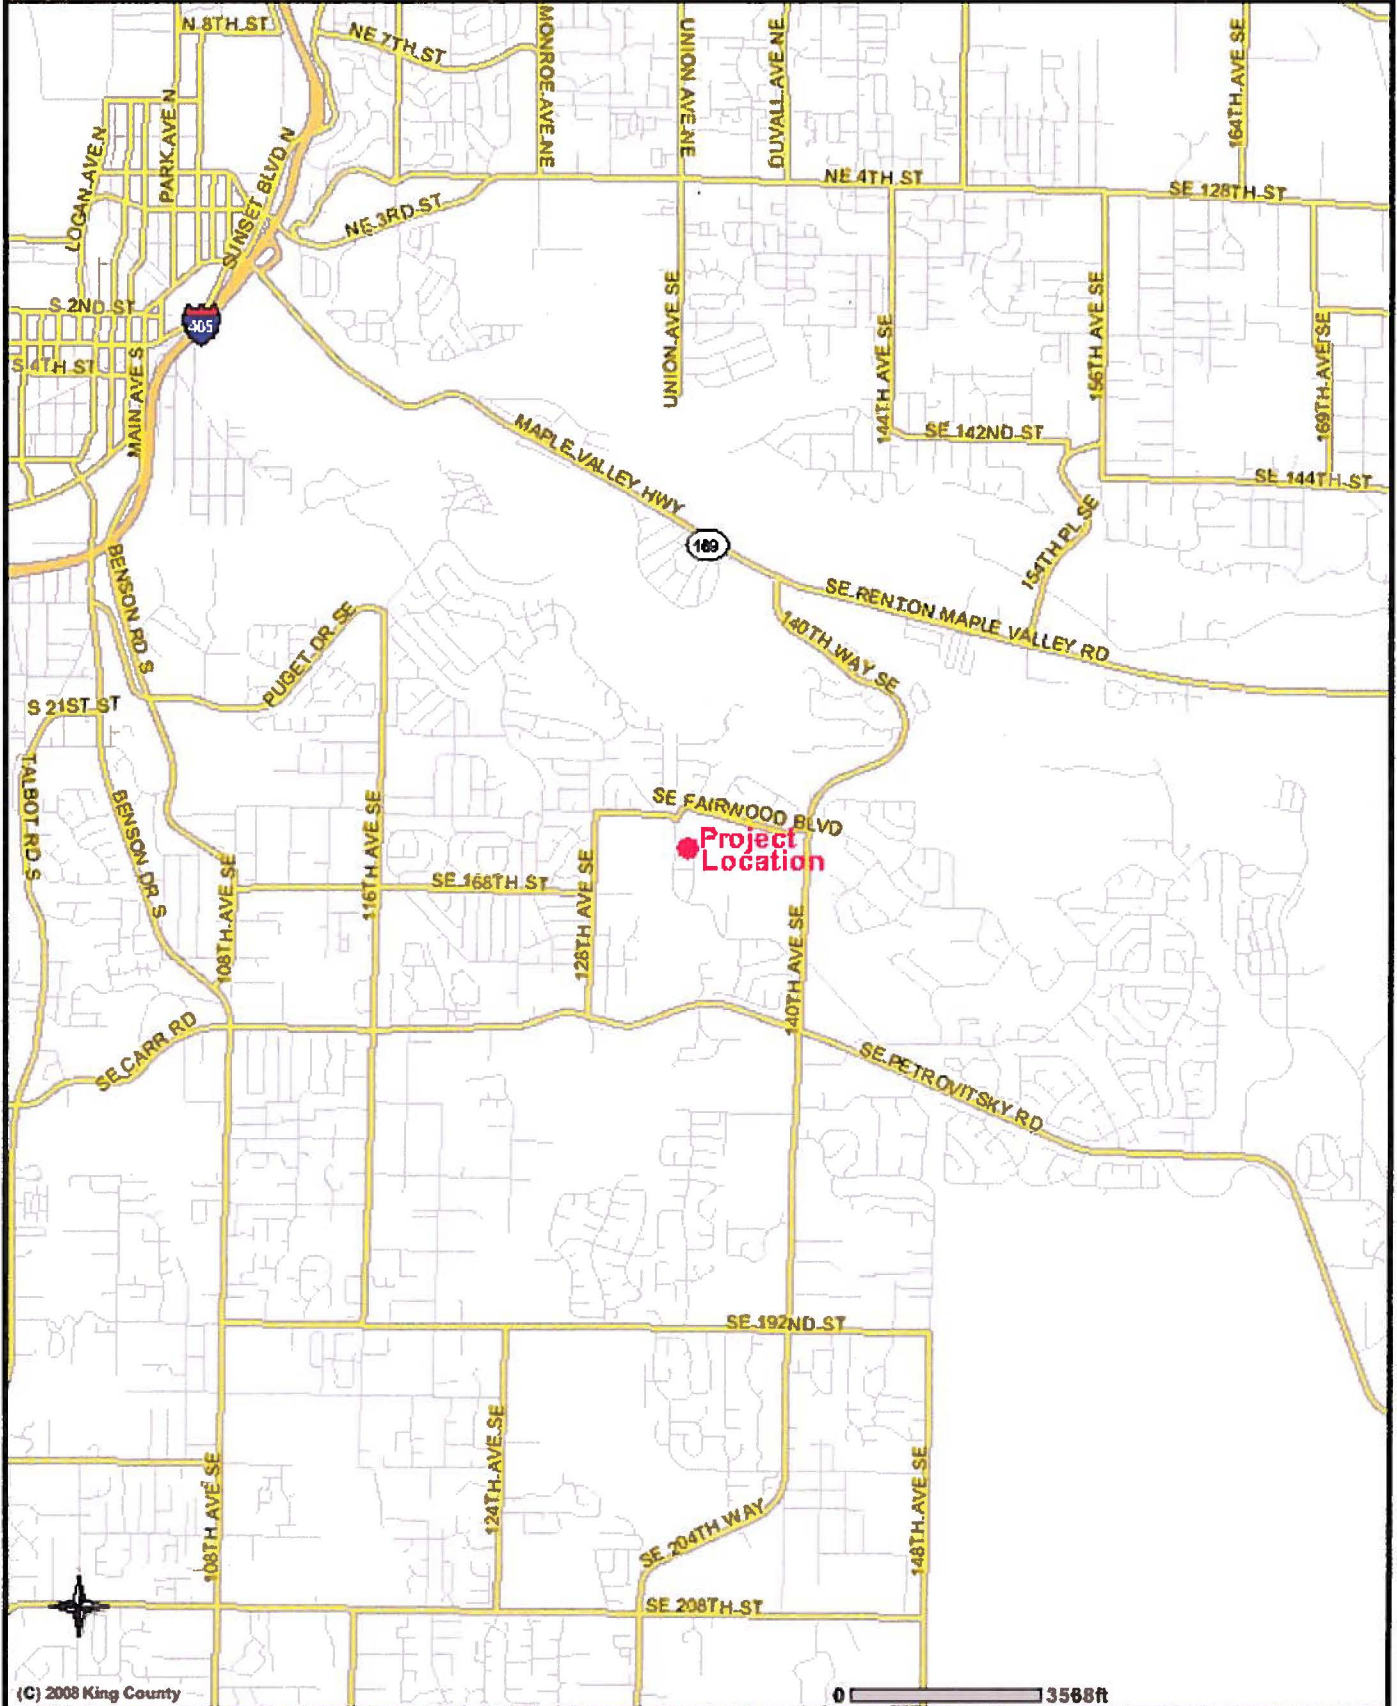 N 8TH ST
NE 7TH ST
MONROE AVE NE
UNION AVE NE
DUVALL AVE NE
164TH AVE SE
LOGAN AVE N
PARK AVE N
SUNSET BLVD N
NE 3RD ST
NE 4TH ST
SE 128TH ST
S 2ND ST
405
S 4TH ST
MAIN AVE S
UNION AVE SE
144TH AVE SE
156TH AVE SE
169TH AVE SE
MAPLE VALLEY HWY
SE 142ND ST
SE 144TH ST
169
154TH PL SE
BENSON RD S
SE RENTON MAPLE VALLEY RD
PUGET DR SE
140TH WAY SE
S 21ST ST
TALBOT RD S
BENSON DR S
SE FAIRWOOD BLVD
Project
Location
116TH AVE SE
108TH AVE SE
SE 168TH ST
128TH AVE SE
140TH AVE SE
SE CARR RD
SE PETROVITSKY RD
SE 192ND ST
124TH AVE SE
108TH AVE SE
148TH AVE SE
SE 204TH WAY
SE 208TH ST
(C) 2008 King County
0 3568ft